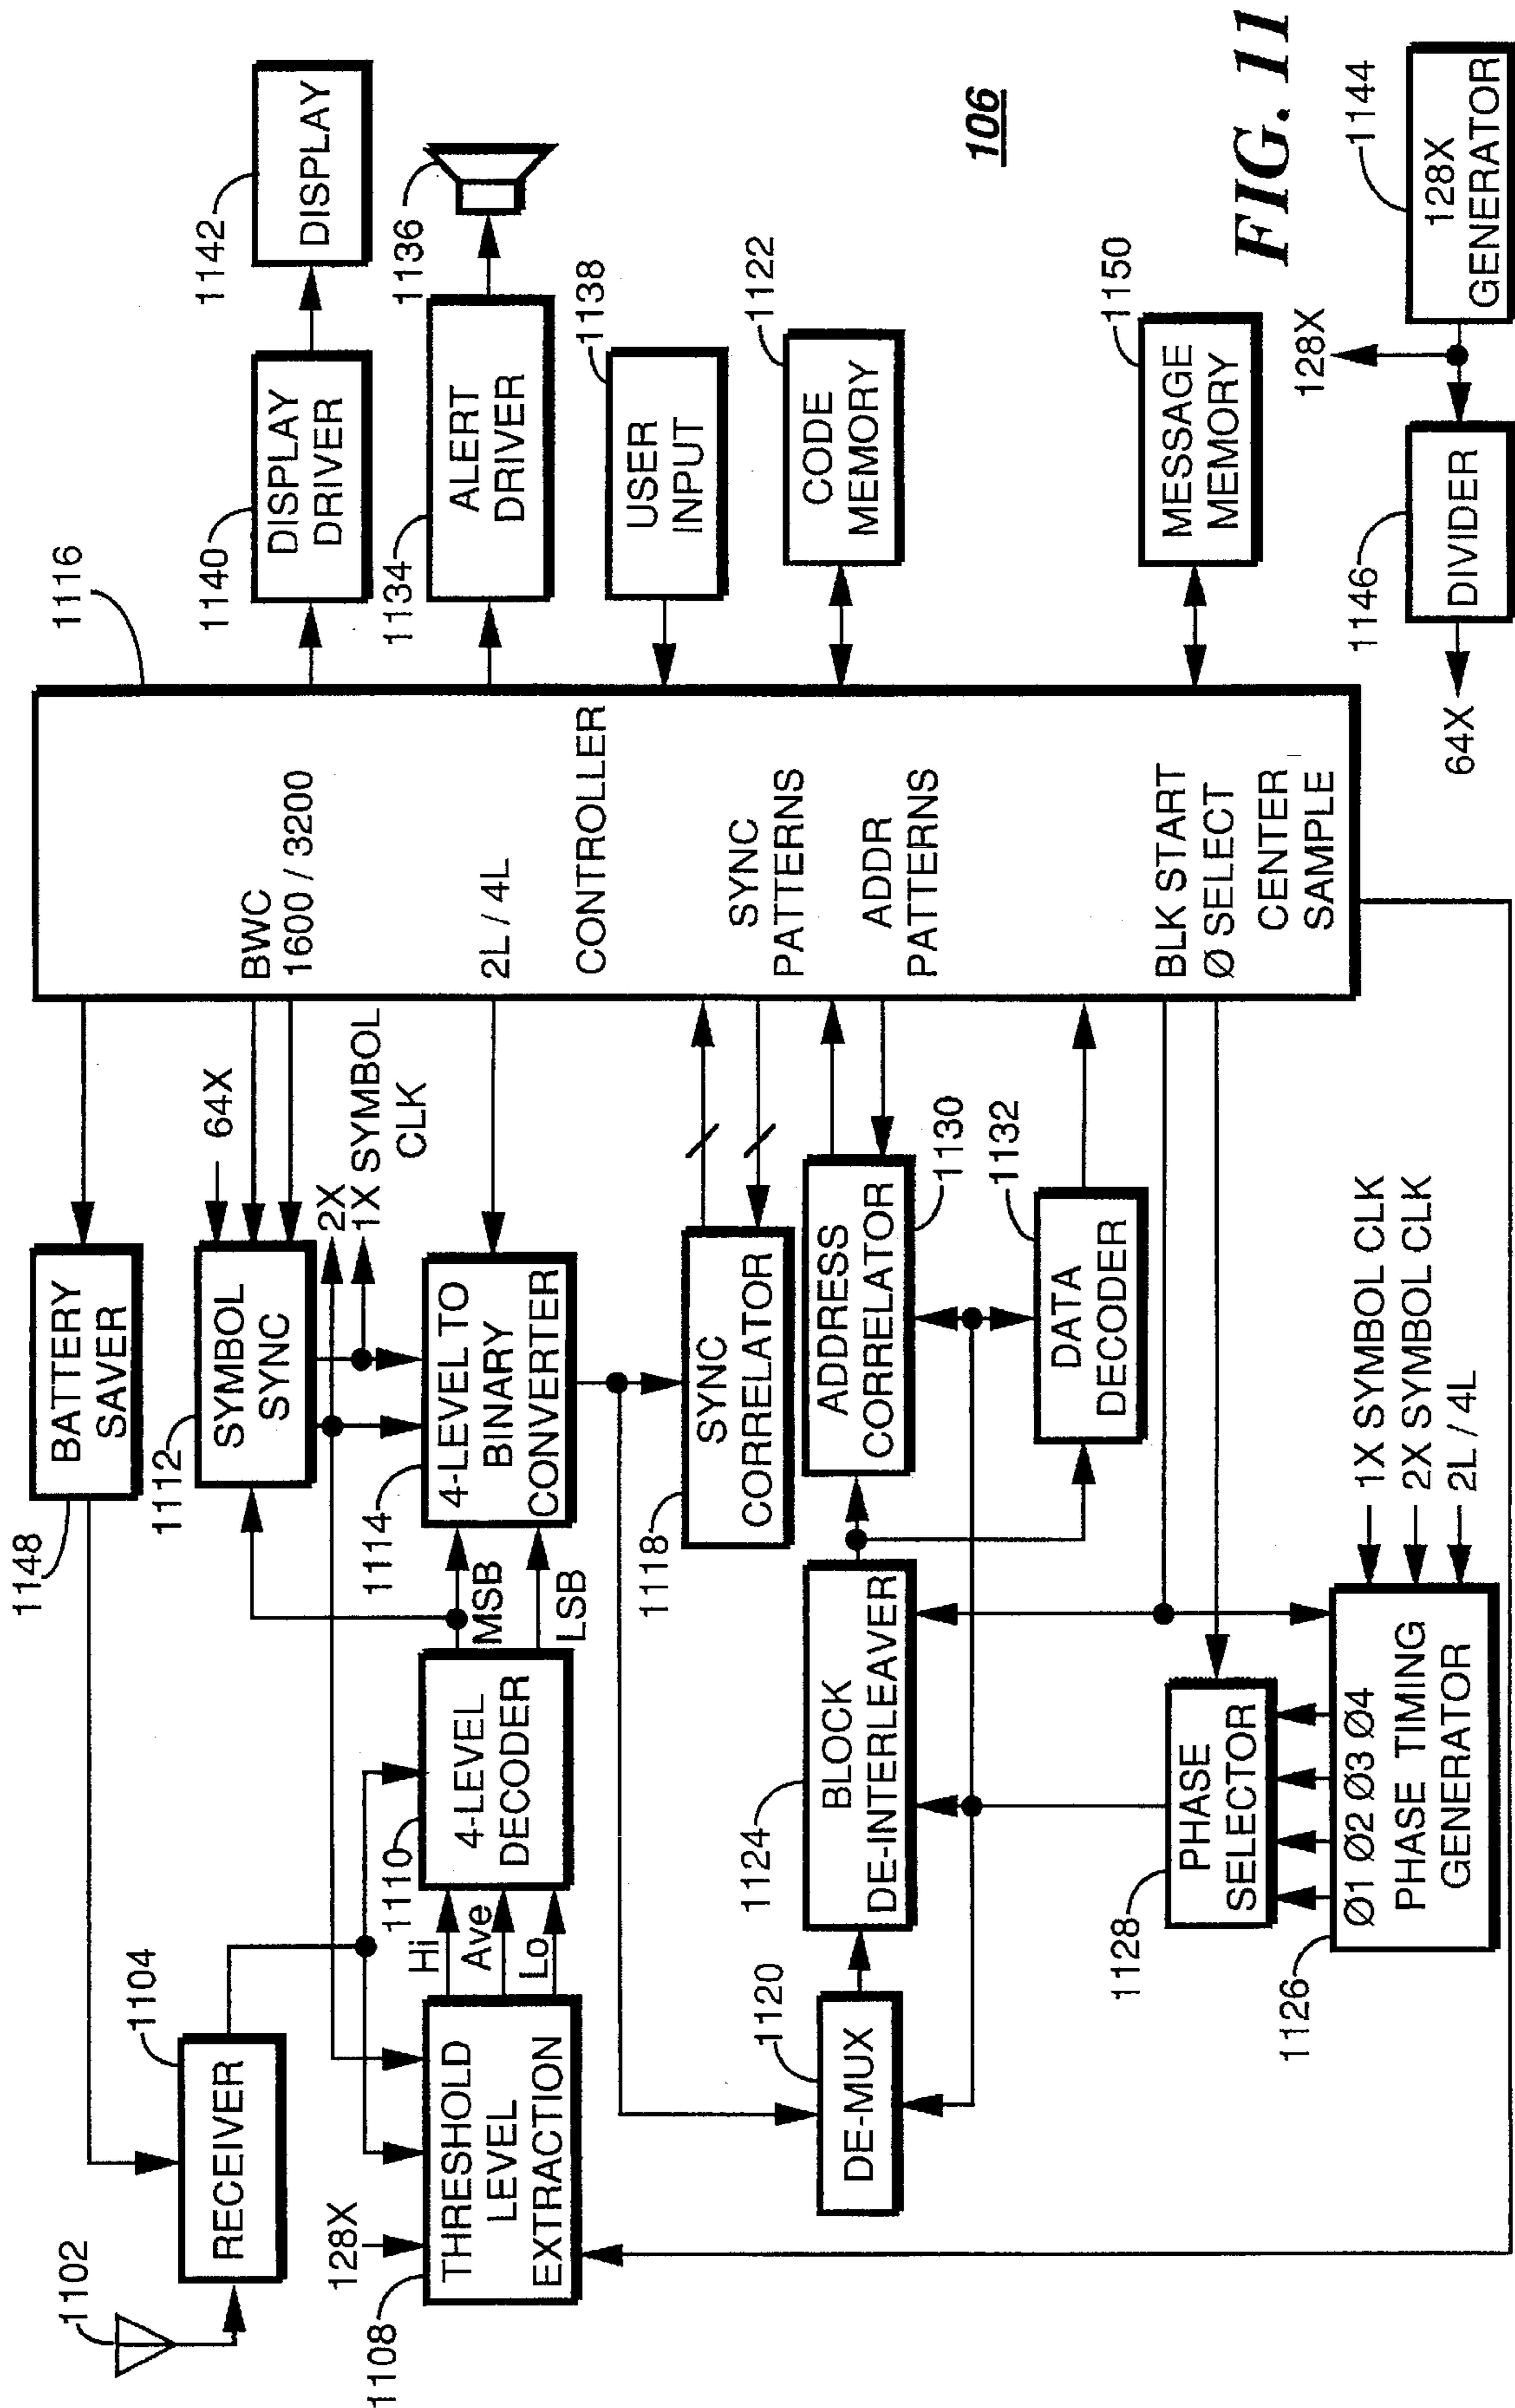 1102
1104
RECEIVER
1148
BATTERY
SAVER
1116
1140
DISPLAY
DRIVER
1142
DISPLAY
1112
SYMBOL
SYNC
64X
BWC
1600 / 3200
2X
1X SYMBOL
CLK
128X
1108
THRESHOLD
LEVEL
EXTRACTION
Hi
Ave
Lo
1110
4-LEVEL
DECODER
MSB
LSB
1114
4-LEVEL TO
BINARY
CONVERTER
2L / 4L
CONTROLLER
1134
ALERT
DRIVER
1136
1138
USER
INPUT
1118
SYNC
CORRELATOR
SYNC
PATTERNS
1122
CODE
MEMORY
1120
DE-MUX
1124
BLOCK
DE-INTERLEAVER
ADDRESS
CORRELATOR
1130
ADDR
PATTERNS
106
1132
DATA
DECODER
1128
PHASE
SELECTOR
BLK START
Ø SELECT
CENTER
SAMPLE
1150
MESSAGE
MEMORY
FIG. 11
1126
Ø1 Ø2 Ø3 Ø4
PHASE TIMING
GENERATOR
1X SYMBOL CLK
2X SYMBOL CLK
2L / 4L
64X
1146
DIVIDER
128X
1144
128X
GENERATOR